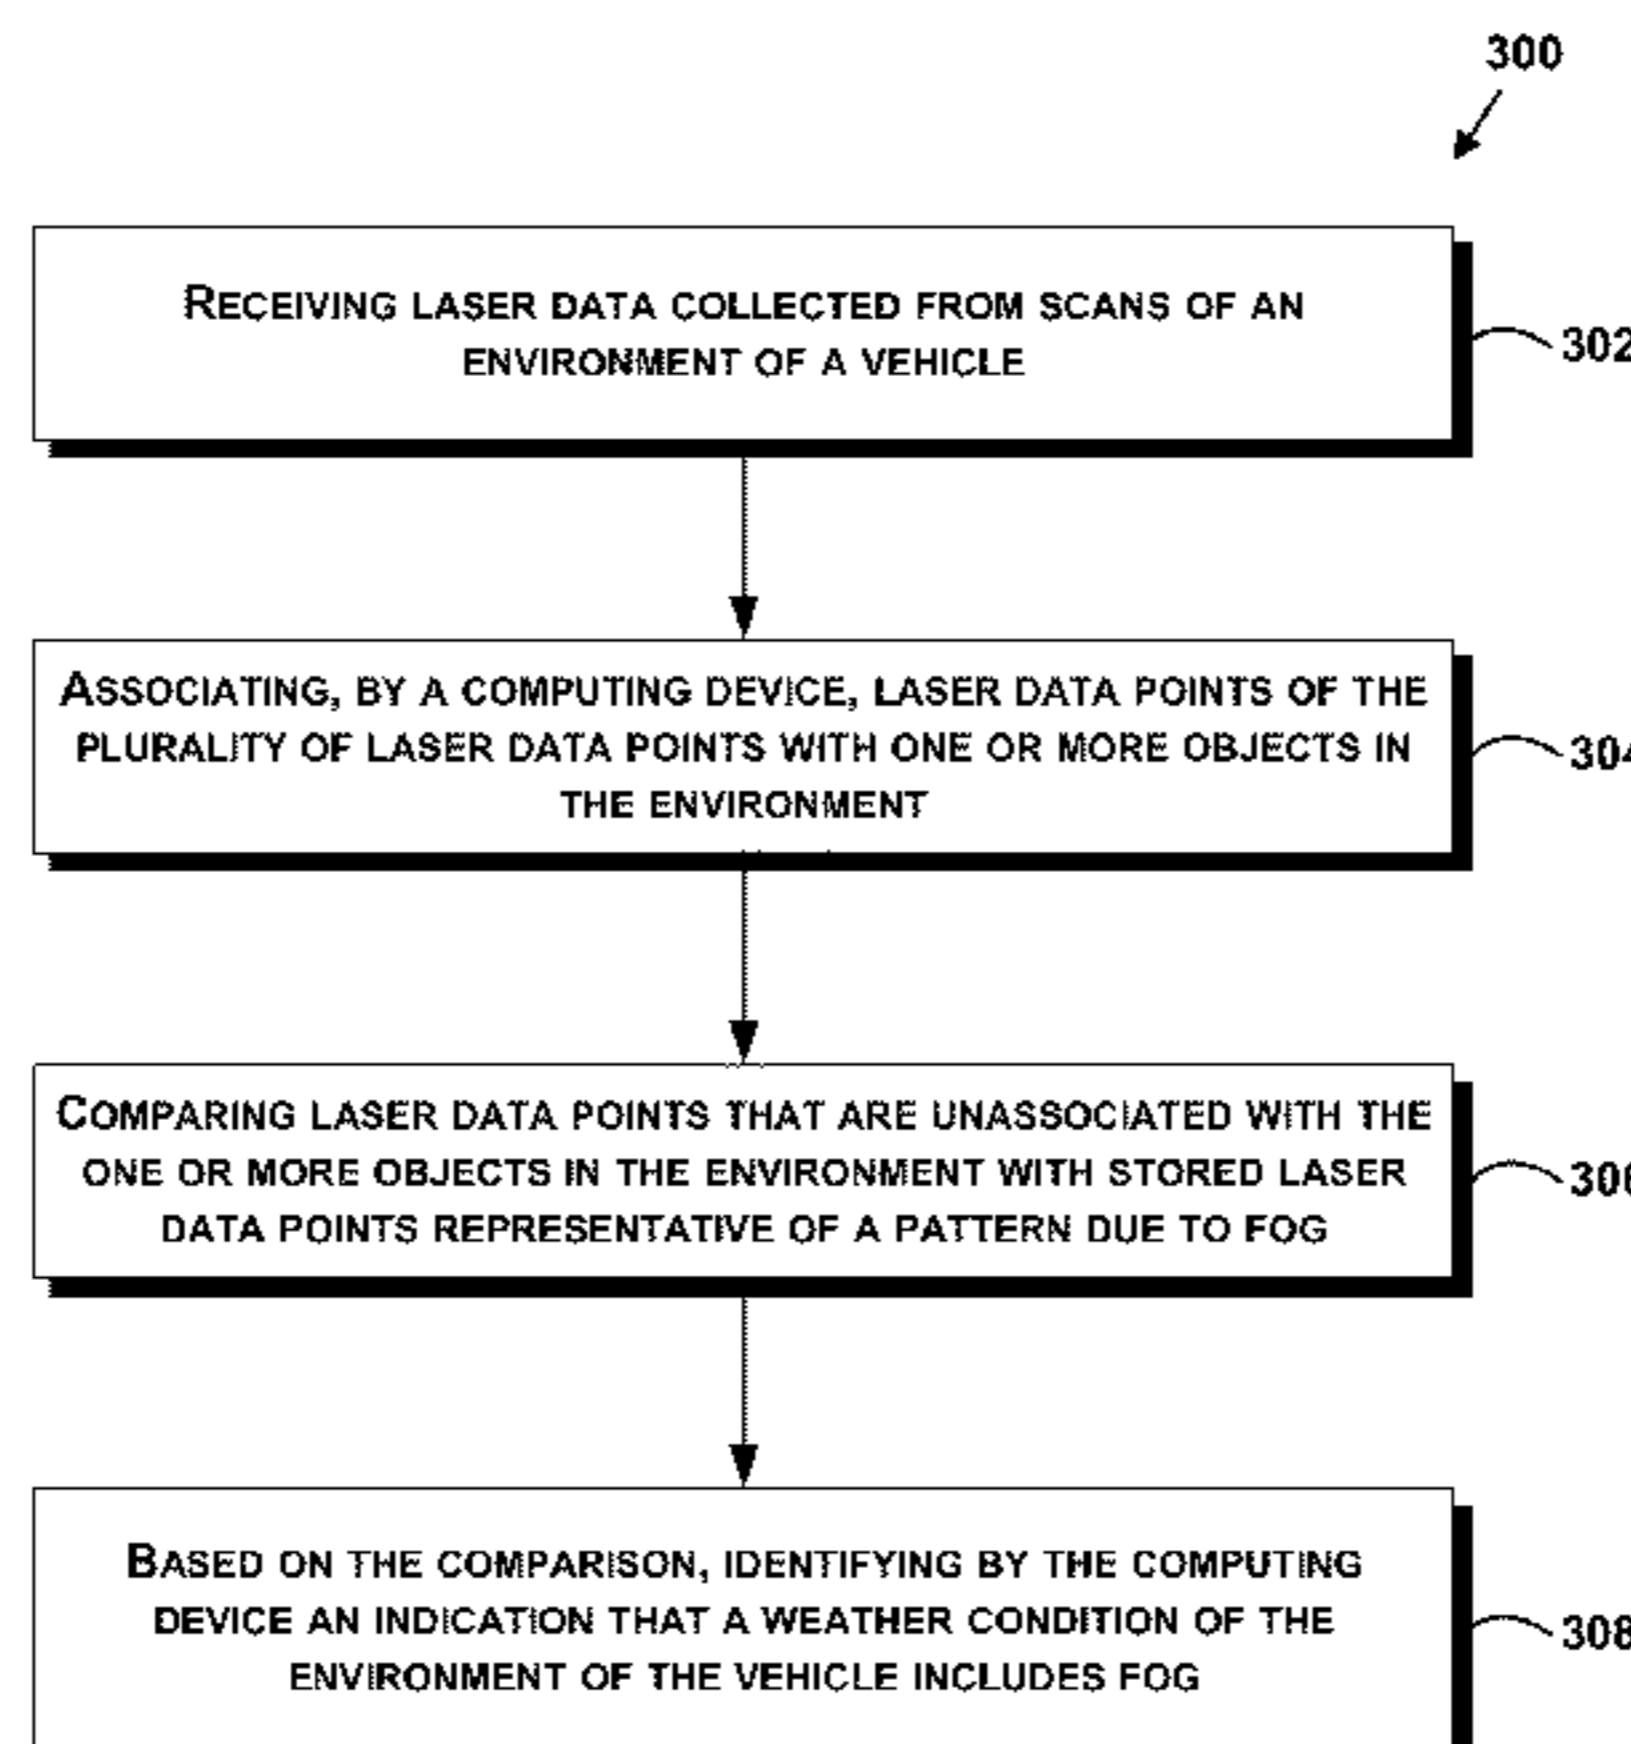 300
RECEIVING LASER DATA COLLECTED FROM SCANS OF AN
ENVIRONMENT OF A VEHICLE
302
ASSOCIATING, BY A COMPUTING DEVICE, LASER DATA POINTS OF THE
PLURALITY OF LASER DATA POINTS WITH ONE OR MORE OBJECTS IN
THE ENVIRONMENT
304
COMPARING LASER DATA POINTS THAT ARE UNASSOCIATED WITH THE
ONE OR MORE OBJECTS IN THE ENVIRONMENT WITH STORED LASER
DATA POINTS REPRESENTATIVE OF A PATTERN DUE TO FOG
306
BASED ON THE COMPARISON, IDENTIFYING BY THE COMPUTING
DEVICE AN INDICATION THAT A WEATHER CONDITION OF THE
ENVIRONMENT OF THE VEHICLE INCLUDES FOG
308